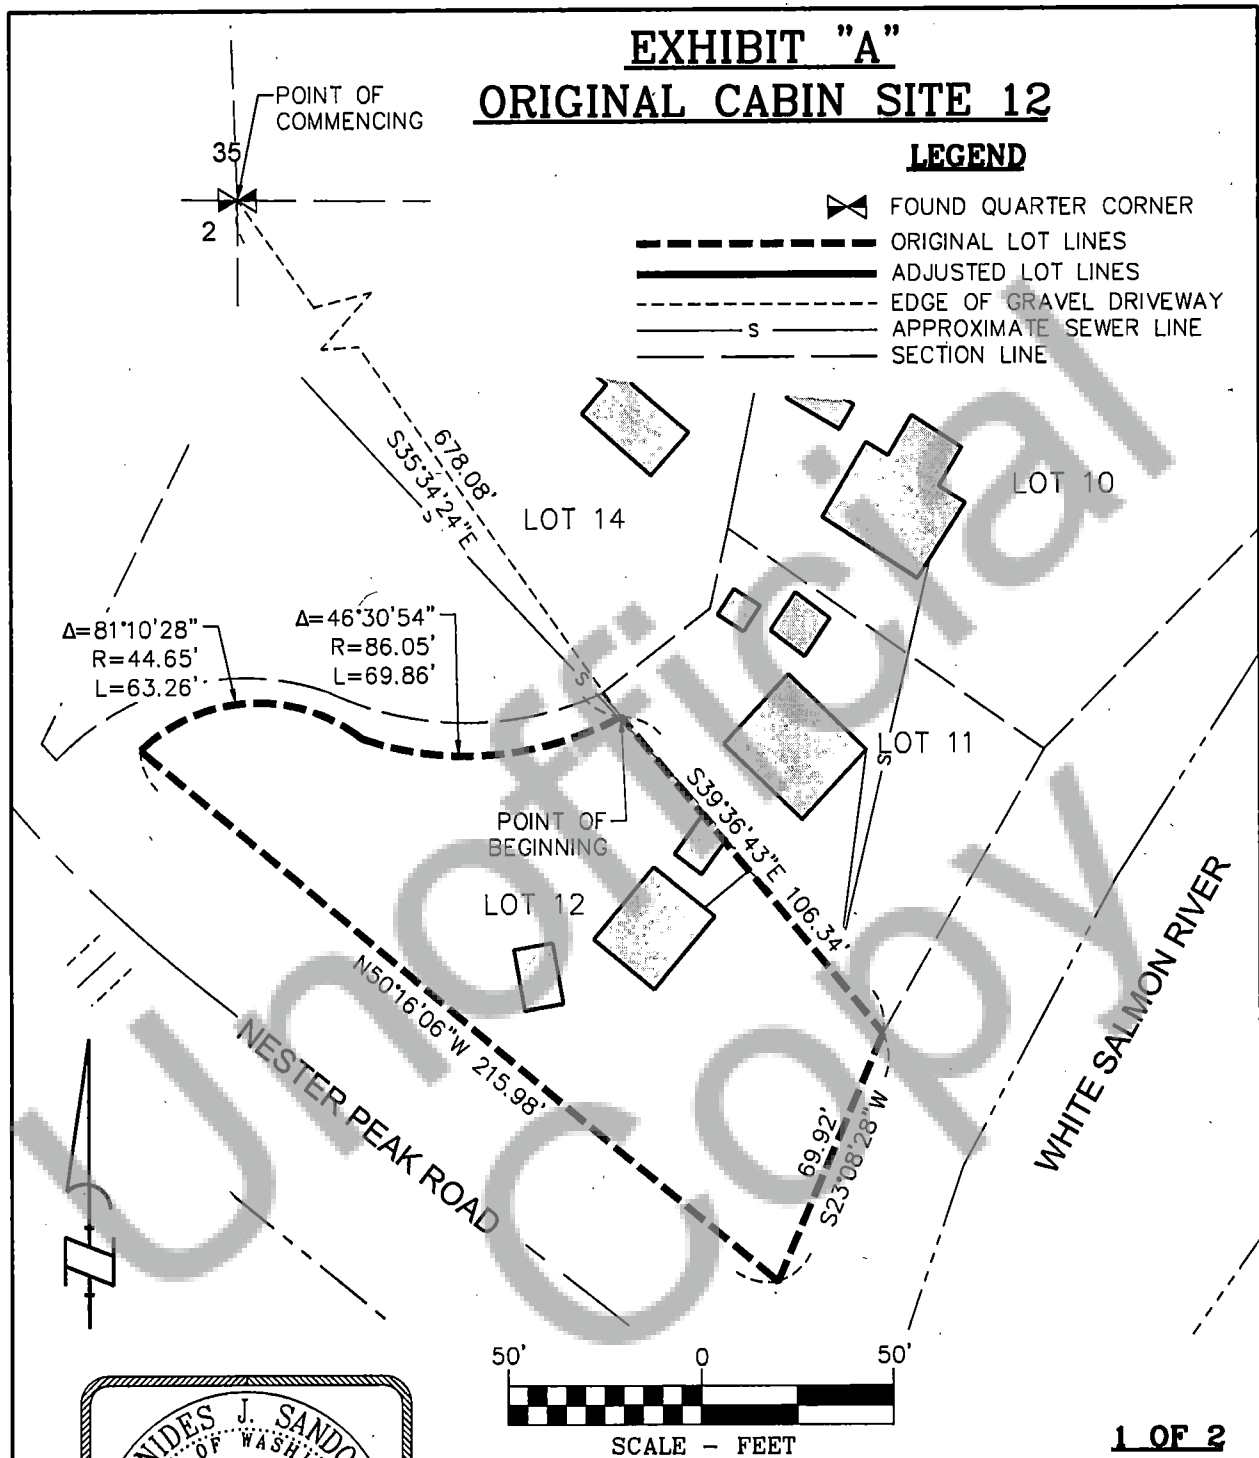 EXHIBIT "A"
ORIGINAL CABIN SITE 12
POINT OF
COMMENCING
35
2
LEGEND
FOUND QUARTER CORNER
ORIGINAL LOT LINES
ADJUSTED LOT LINES
EDGE OF GRAVEL DRIVEWAY
S
APPROXIMATE SEWER LINE
SECTION LINE
678.08'
S35°34'24"E
S
LOT 14
LOT 10
Δ=81°10'28"
R=44.65'
L=63.26'
Δ=46°30'54"
R=86.05'
L=69.86'
S
LOT 11
S
S39°36'43"E 106.34'
POINT OF
BEGINNING
LOT 12
N50°16'06"W 215.98'
NESTER PEAK ROAD
69.92'
S23°08'28"W
WHITE SALMON RIVER
Unofficial
Copy
50' 0 50'
SCALE - FEET
J. SANDO
OF WASHI
1 OF 2